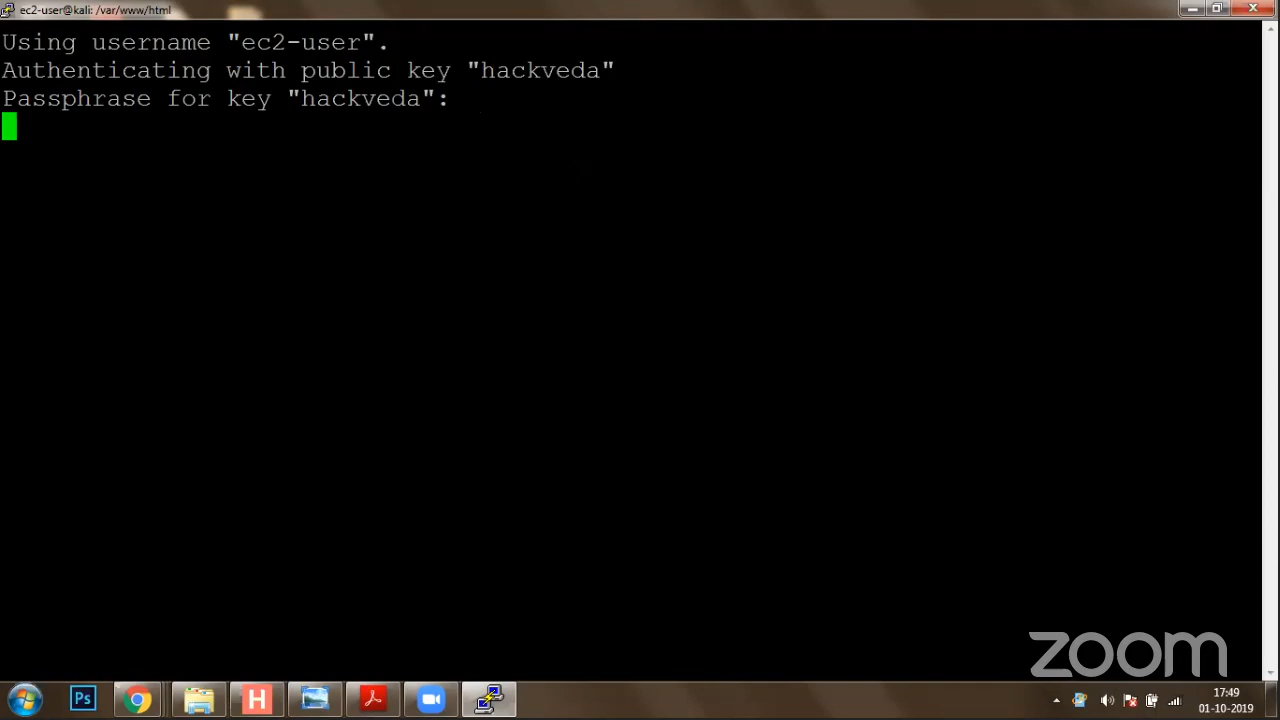 ec2-user@kali: /var/www/html
Using username "ec2-user".
Authenticating with public key "hackveda"
Passphrase for key "hackveda":
zoom
Ps
H
17:49
01-10-2019